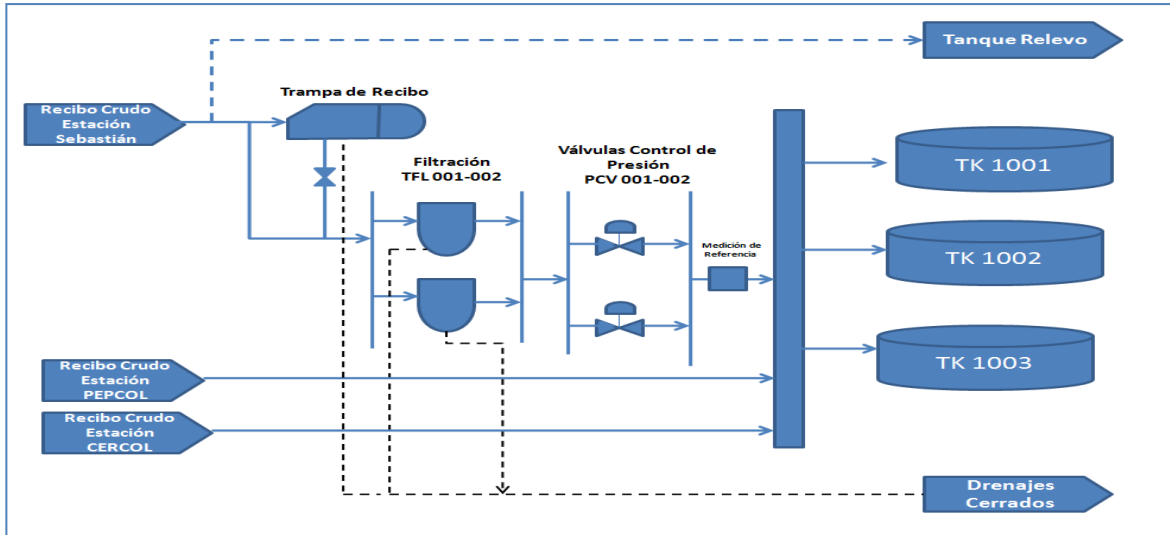 Tanque Relevo
Trampa de Recibo
Recibo Crudo
Estación
Sebastián
Filtración
TFL 001-002
Válvulas Control de
Presión
PCV 001-002
Medición de
Referencia
TK 1001
TK 1002
TK 1003
Recibo Crudo
Estación
PEPCOL
Recibo Crudo
Estación
CERCOL
Drenajes
Cerrados